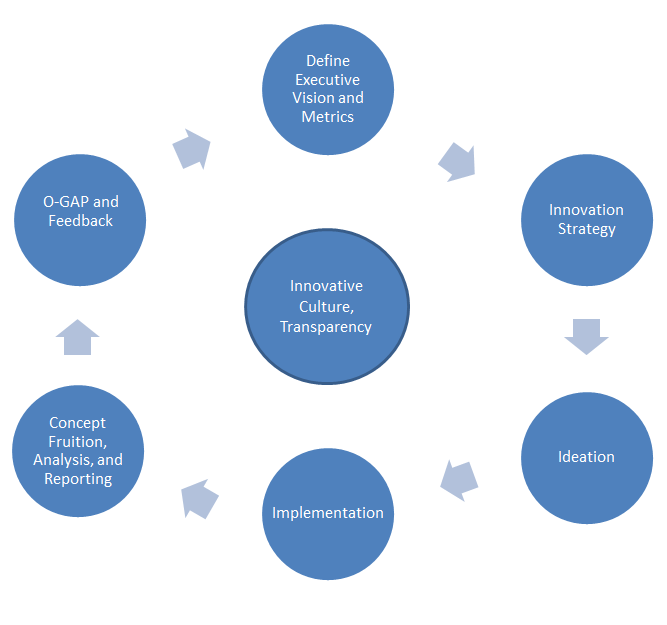 Define
Executive
Vision and
Metrics
Innovation
Strategy
Ideation
Implementation
Concept
Fruition,
Analysis, and
Reporting
O-GAP and
Feedback
Innovative
Culture,
Transparency